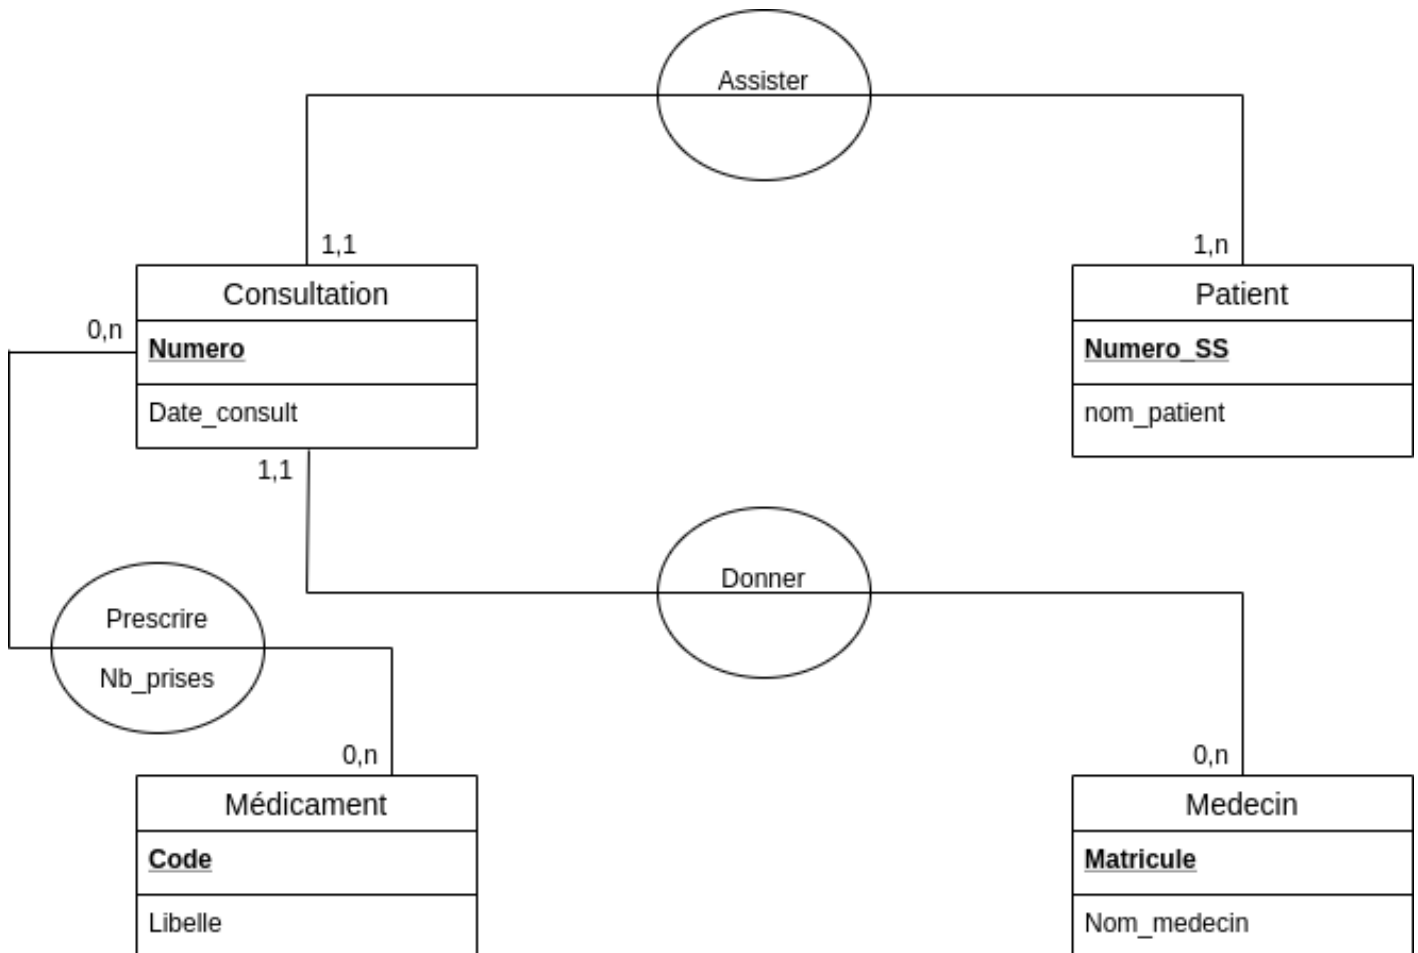 Assister
1,1
1,n
Consultation
Patient
0,n
Numero
Numero_SS
Date_consult
nom_patient
1,1
Donner
Prescrire
Nb_prises
0,n
0,n
Médicament
Medecin
Code
Matricule
Libelle
Nom_medecin